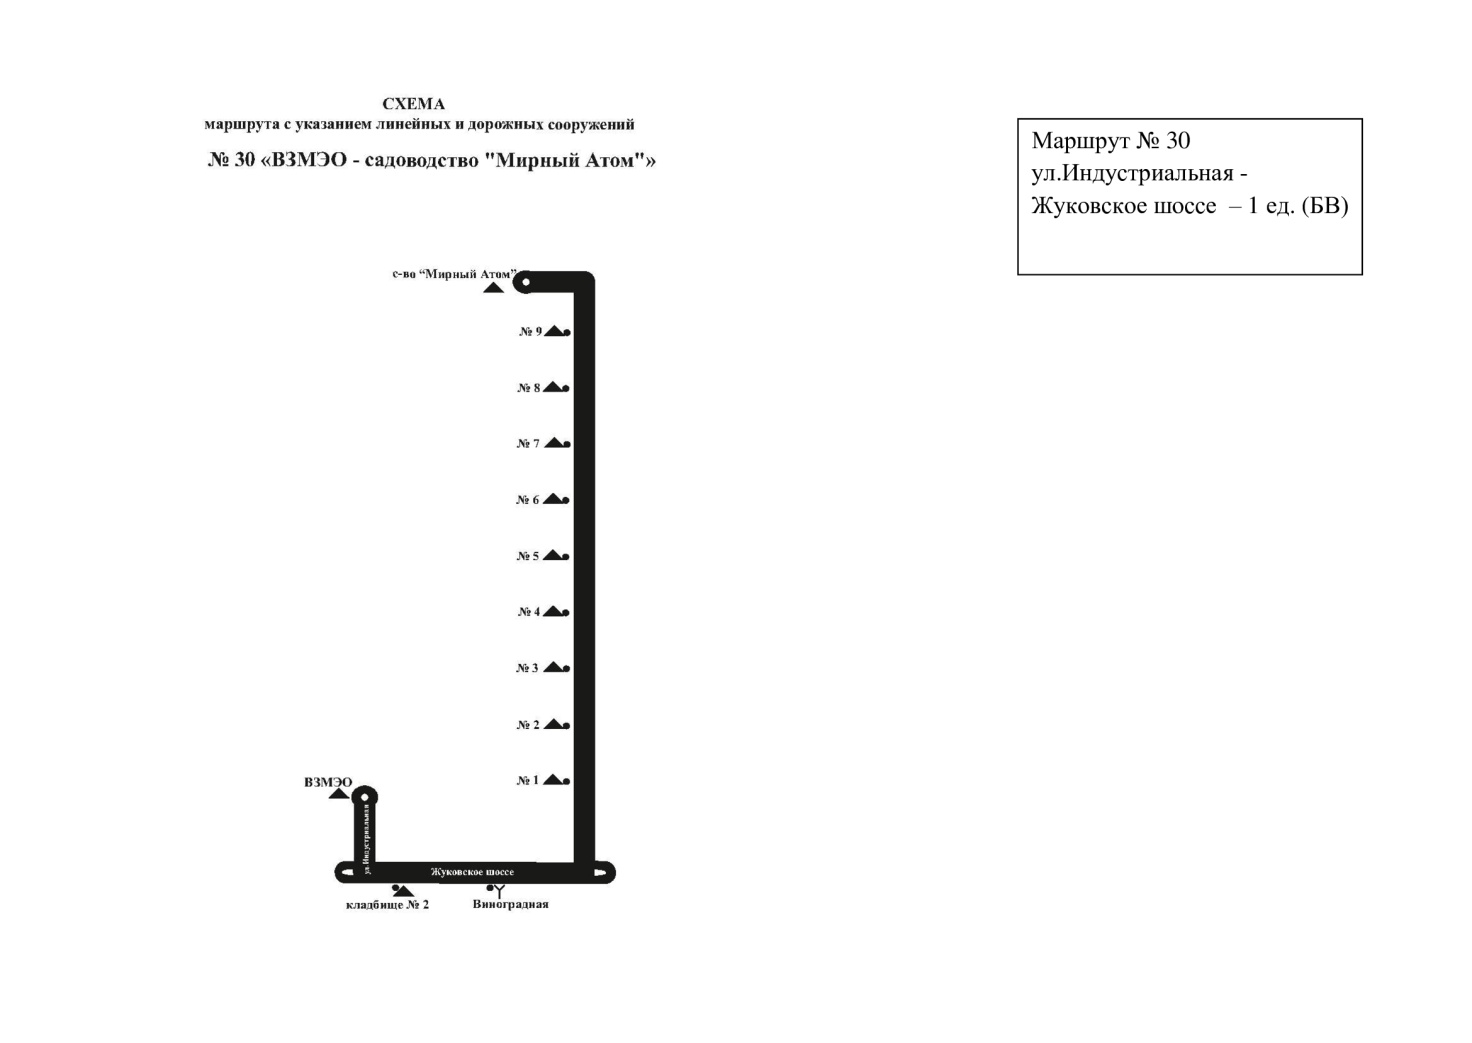 СХЕМА
маршрута с указанием линейных и дорожных сооружений
№ 30 «ВЗМЭО - садоводство "Мирный Атом"»
Маршрут № 30
ул.Индустриальная -
Жуковское шоссе – 1 ед. (БВ)
с-во “Мирный Атом”
№ 9
№ 8
№ 7
№ 6
№ 5
№ 4
№ 3
№ 2
№ 1
ВЗМЭО
ул.Индустриальная
Жуковское шоссе
кладбище № 2
Виноградная